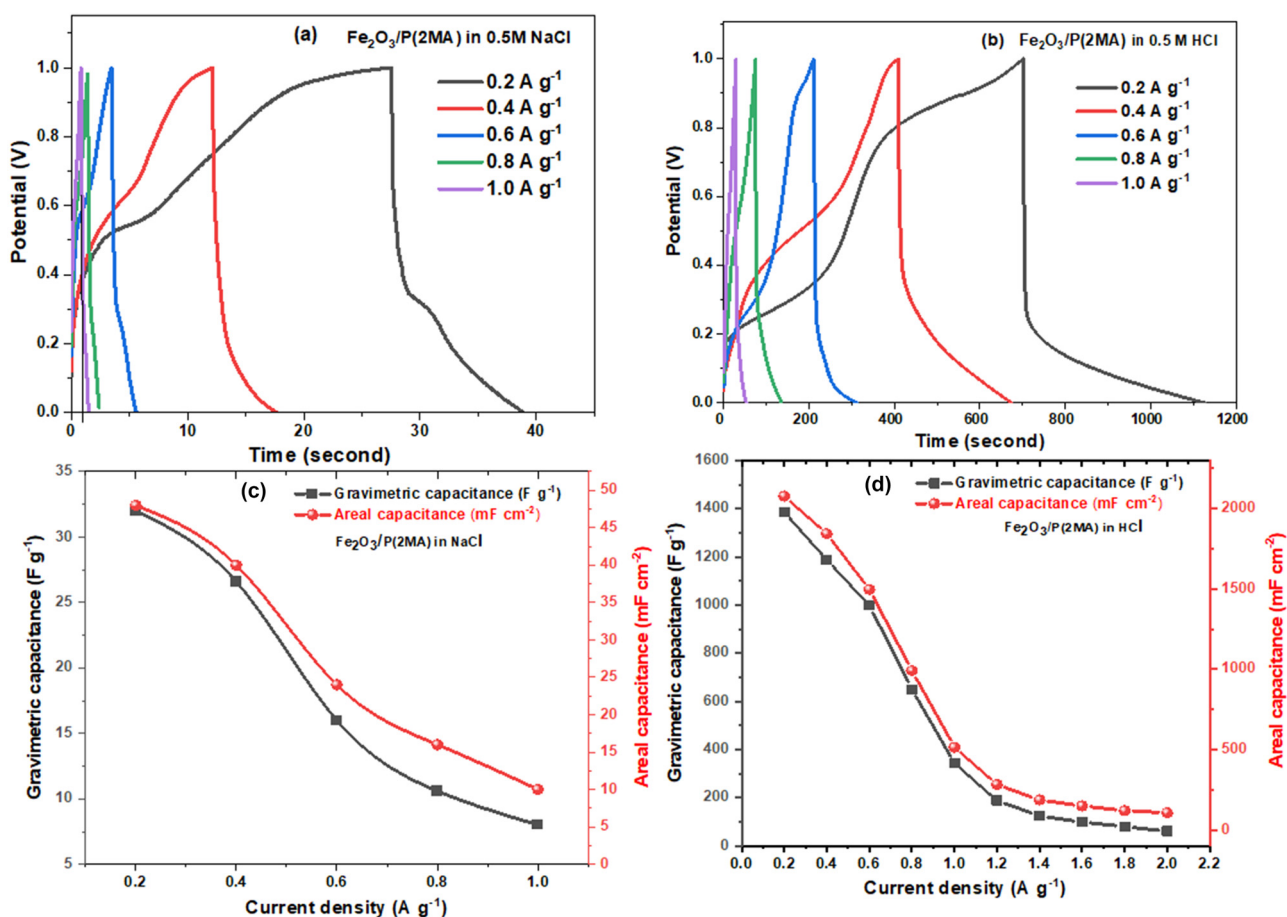 (a)
Fe₂O₃/P(2MA) in 0.5M NaCl
0.2 A g⁻¹
0.4 A g⁻¹
0.6 A g⁻¹
0.8 A g⁻¹
1.0 A g⁻¹
1.0
0.8
0.6
0.4
0.2
0.0
Potential (V)
0 1 10 20 30 40
Time (second)
(b)
Fe₂O₃/P(2MA) in 0.5 M HCl
0.2 A g⁻¹
0.4 A g⁻¹
0.6 A g⁻¹
0.8 A g⁻¹
1.0 A g⁻¹
1.0
0.8
0.6
0.4
0.2
0.0
Potential (V)
0 200 400 600 800 1000 1200
Time (second)
(c)
Gravimetric capacitance (F g⁻¹)
Areal capacitance (mF cm⁻²)
Fe₂O₃/P(2MA) in NaCl
35
30
25
20
15
10
5
Gravimetric capacitance (F g⁻¹)
50
45
40
35
30
25
20
15
10
5
0
Areal capacitance (mF cm⁻²)
0.2 0.4 0.6 0.8 1.0
Current density (A g⁻¹)
(d)
Gravimetric capacitance (F g⁻¹)
Areal capacitance (mF cm⁻²)
Fe₂O₃/P(2MA) in HCl
1600
1400
1200
1000
800
600
400
200
0
Gravimetric capacitance (F g⁻¹)
2000
1500
1000
500
0
Areal capacitance (mF cm⁻²)
0.0 0.2 0.4 0.6 0.8 1.0 1.2 1.4 1.6 1.8 2.0 2.2
Current density (A g⁻¹)